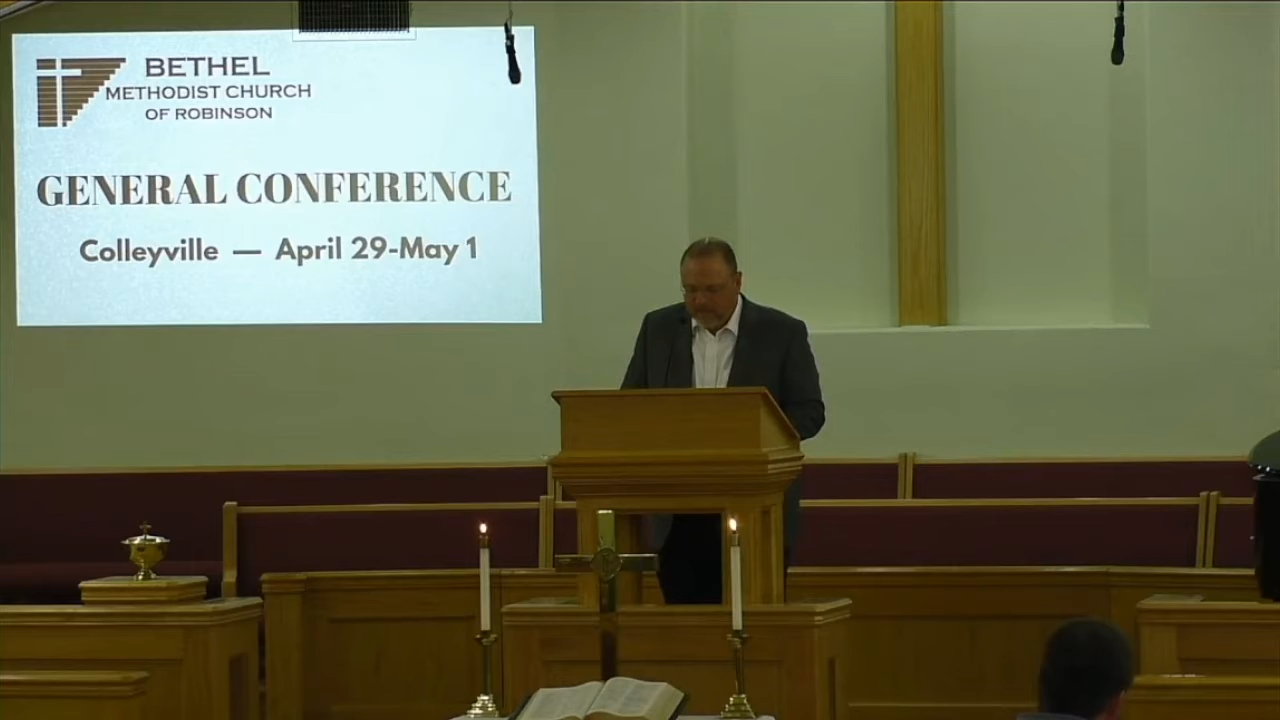 BETHEL
METHODIST CHURCH
OF ROBINSON
GENERAL CONFERENCE
Colleyville — April 29-May 1